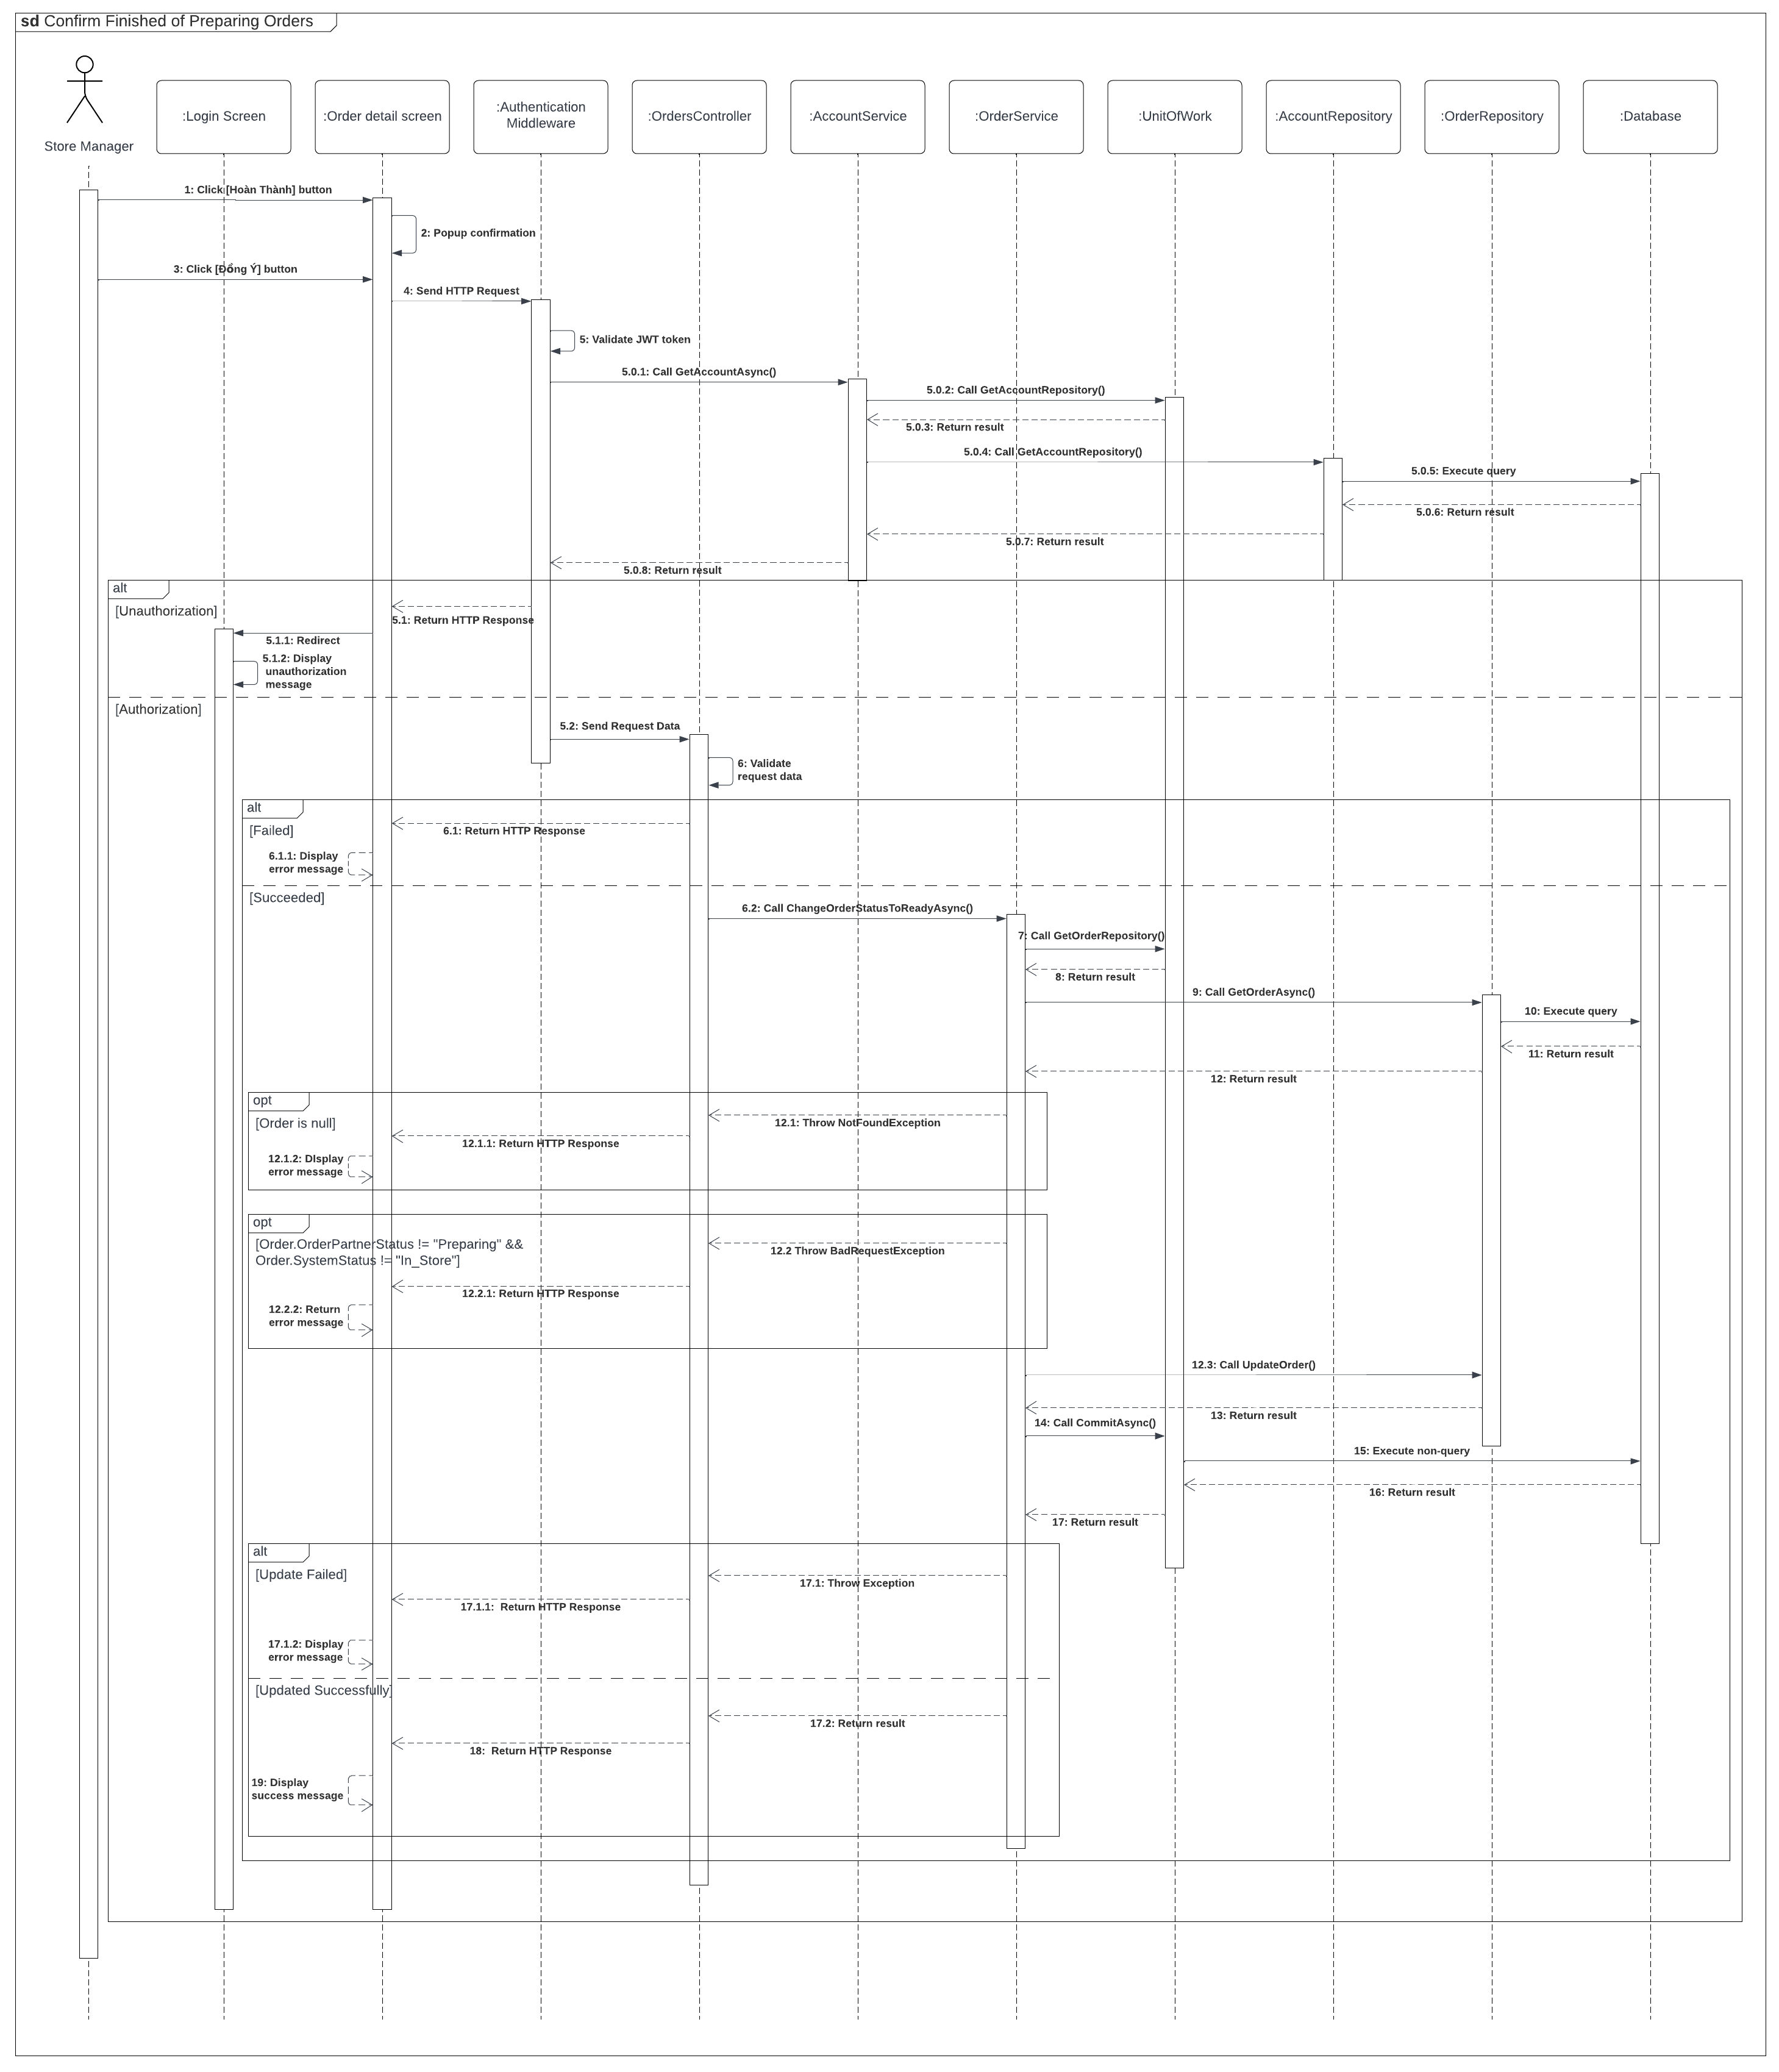 sd Confirm Finished of Preparing Orders
Store Manager
:Login Screen
:Order detail screen
:Authentication
Middleware
:OrdersController
:AccountService
:OrderService
:UnitOfWork
:AccountRepository
:OrderRepository
:Database
1: Click [Hoàn Thành] button
2: Popup confirmation
3: Click [Đồng Ý] button
4: Send HTTP Request
5: Validate JWT token
5.0.1: Call GetAccountAsync()
5.0.2: Call GetAccountRepository()
5.0.3: Return result
5.0.4: Call GetAccountRepository()
5.0.5: Execute query
5.0.6: Return result
5.0.7: Return result
5.0.8: Return result
alt
[Unauthorization]
5.1: Return HTTP Response
5.1.1: Redirect
5.1.2: Display
unauthorization
message
[Authorization]
5.2: Send Request Data
6: Validate
request data
alt
[Failed]
6.1: Return HTTP Response
6.1.1: Display
error message
[Succeeded]
6.2: Call ChangeOrderStatusToReadyAsync()
7: Call GetOrderRepository()
8: Return result
9: Call GetOrderAsync()
10: Execute query
11: Return result
12: Return result
opt
[Order is null]
12.1: Throw NotFoundException
12.1.1: Return HTTP Response
12.1.2: DIsplay
error message
opt
[Order.OrderPartnerStatus != "Preparing" &&
Order.SystemStatus != "In_Store"]
12.2 Throw BadRequestException
12.2.1: Return HTTP Response
12.2.2: Return
error message
12.3: Call UpdateOrder()
13: Return result
14: Call CommitAsync()
15: Execute non-query
16: Return result
17: Return result
alt
[Update Failed]
17.1: Throw Exception
17.1.1:  Return HTTP Response
17.1.2: Display
error message
[Updated Successfully]
17.2: Return result
18:  Return HTTP Response
19: Display
success message